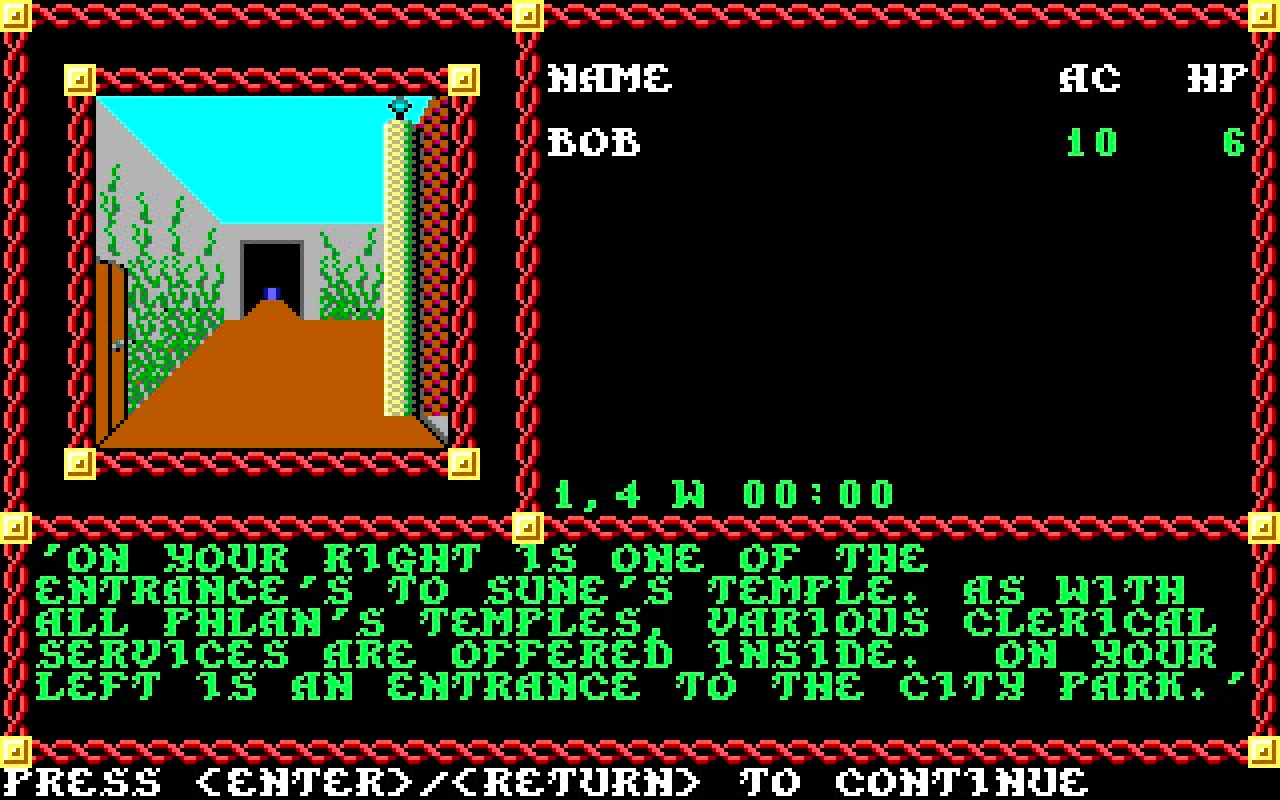 NAME AC HP
BOB 10 6
1,4 W 00:00
'ON YOUR RIGHT IS ONE OF THE
ENTRANCE'S TO SUNE'S TEMPLE. AS WITH
ALL PHLAN'S TEMPLES, VARIOUS CLERICAL
SERVICES ARE OFFERED INSIDE. ON YOUR
LEFT IS AN ENTRANCE TO THE CITY PARK.'
PRESS <ENTER>/<RETURN> TO CONTINUE